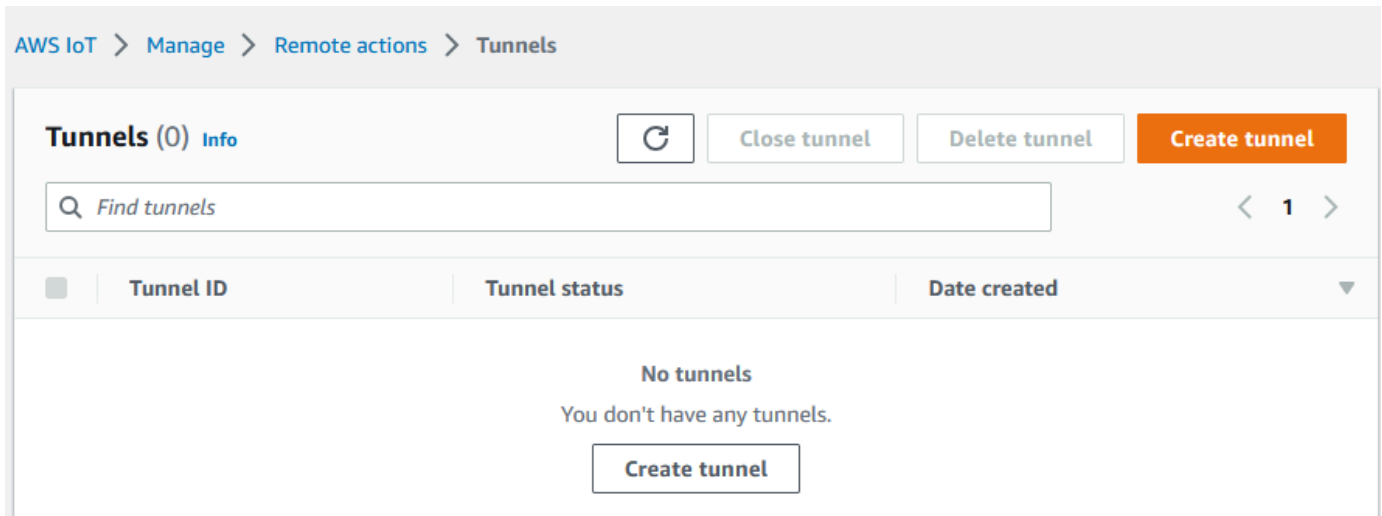 AWS IoT > Manage > Remote actions > Tunnels
Tunnels (0) Info
Close tunnel
Delete tunnel
Create tunnel
Find tunnels
< 1 >
Tunnel ID
Tunnel status
Date created
No tunnels
You don't have any tunnels.
Create tunnel